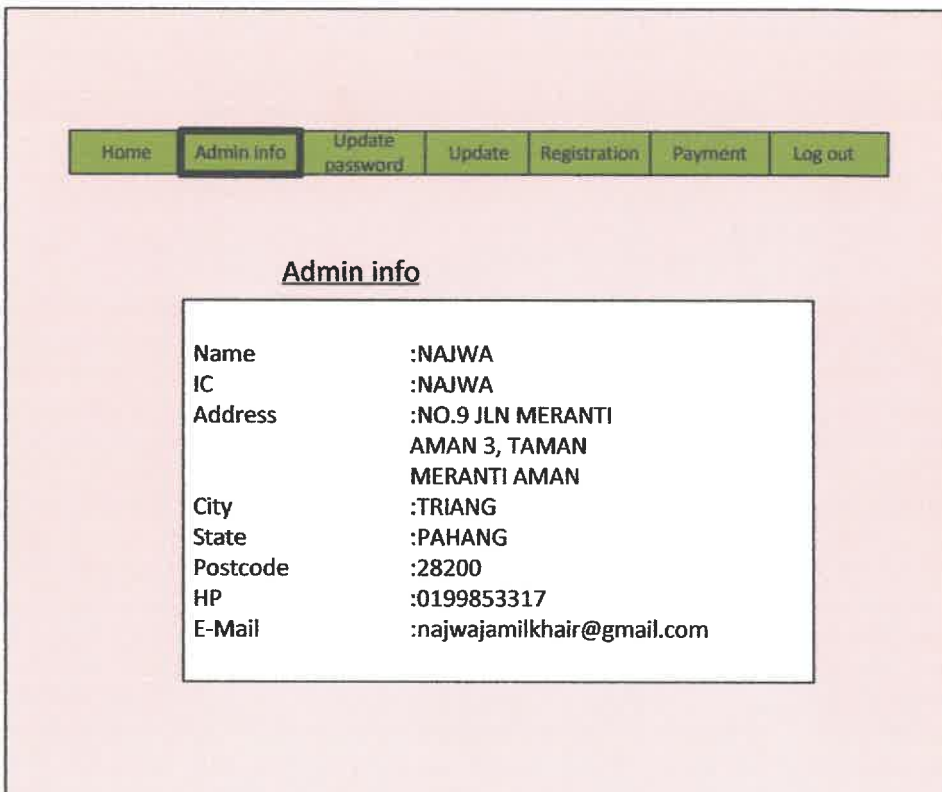 Home Admin info Update password Update Registration Payment Log out
Admin info
Name :NAJWA
IC :NAJWA
Address :NO.9 JLN MERANTI
AMAN 3, TAMAN
MERANTI AMAN
City :TRIANG
State :PAHANG
Postcode :28200
HP :0199853317
E-Mail :najwajamilkhair@gmail.com